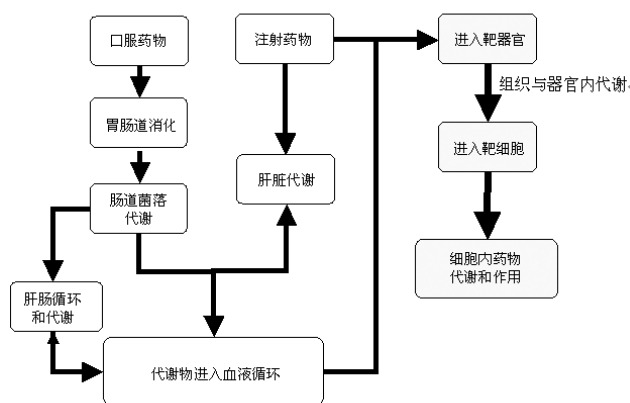 口服药物
注射药物
进入靶器官
组织与器官内代谢
胃肠道消化
进入靶细胞
肝脏代谢
肠道菌落
代谢
细胞内药物
代谢和作用
肝肠循环
和代谢
代谢物进入血液循环